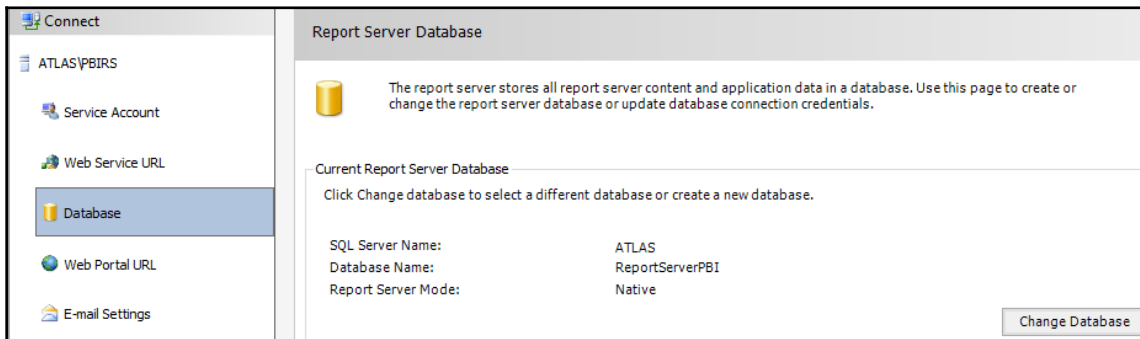 Connect
ATLAS\PBIRS
Service Account
Web Service URL
Database
Web Portal URL
E-mail Settings
Report Server Database
The report server stores all report server content and application data in a database. Use this page to create or
change the report server database or update database connection credentials.
Current Report Server Database
Click Change database to select a different database or create a new database.
SQL Server Name: ATLAS
Database Name: ReportServerPBI
Report Server Mode: Native
Change Database